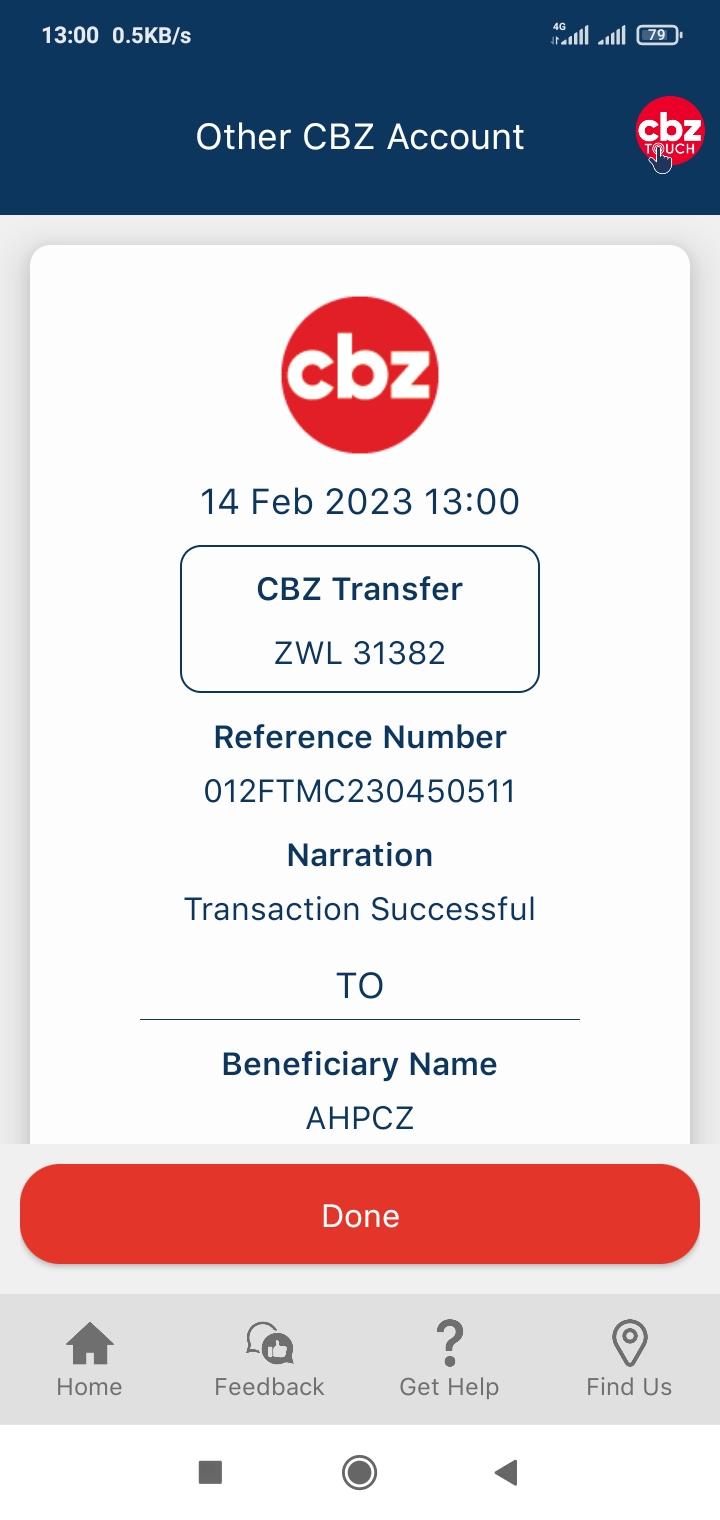 13:00 0.5KB/s 4G 79
Other CBZ Account
cbz
TOUCH
cbz
14 Feb 2023 13:00
CBZ Transfer
ZWL 31382
Reference Number
012FTMC230450511
Narration
Transaction Successful
TO
Beneficiary Name
AHPCZ
Done
Home Feedback Get Help Find Us